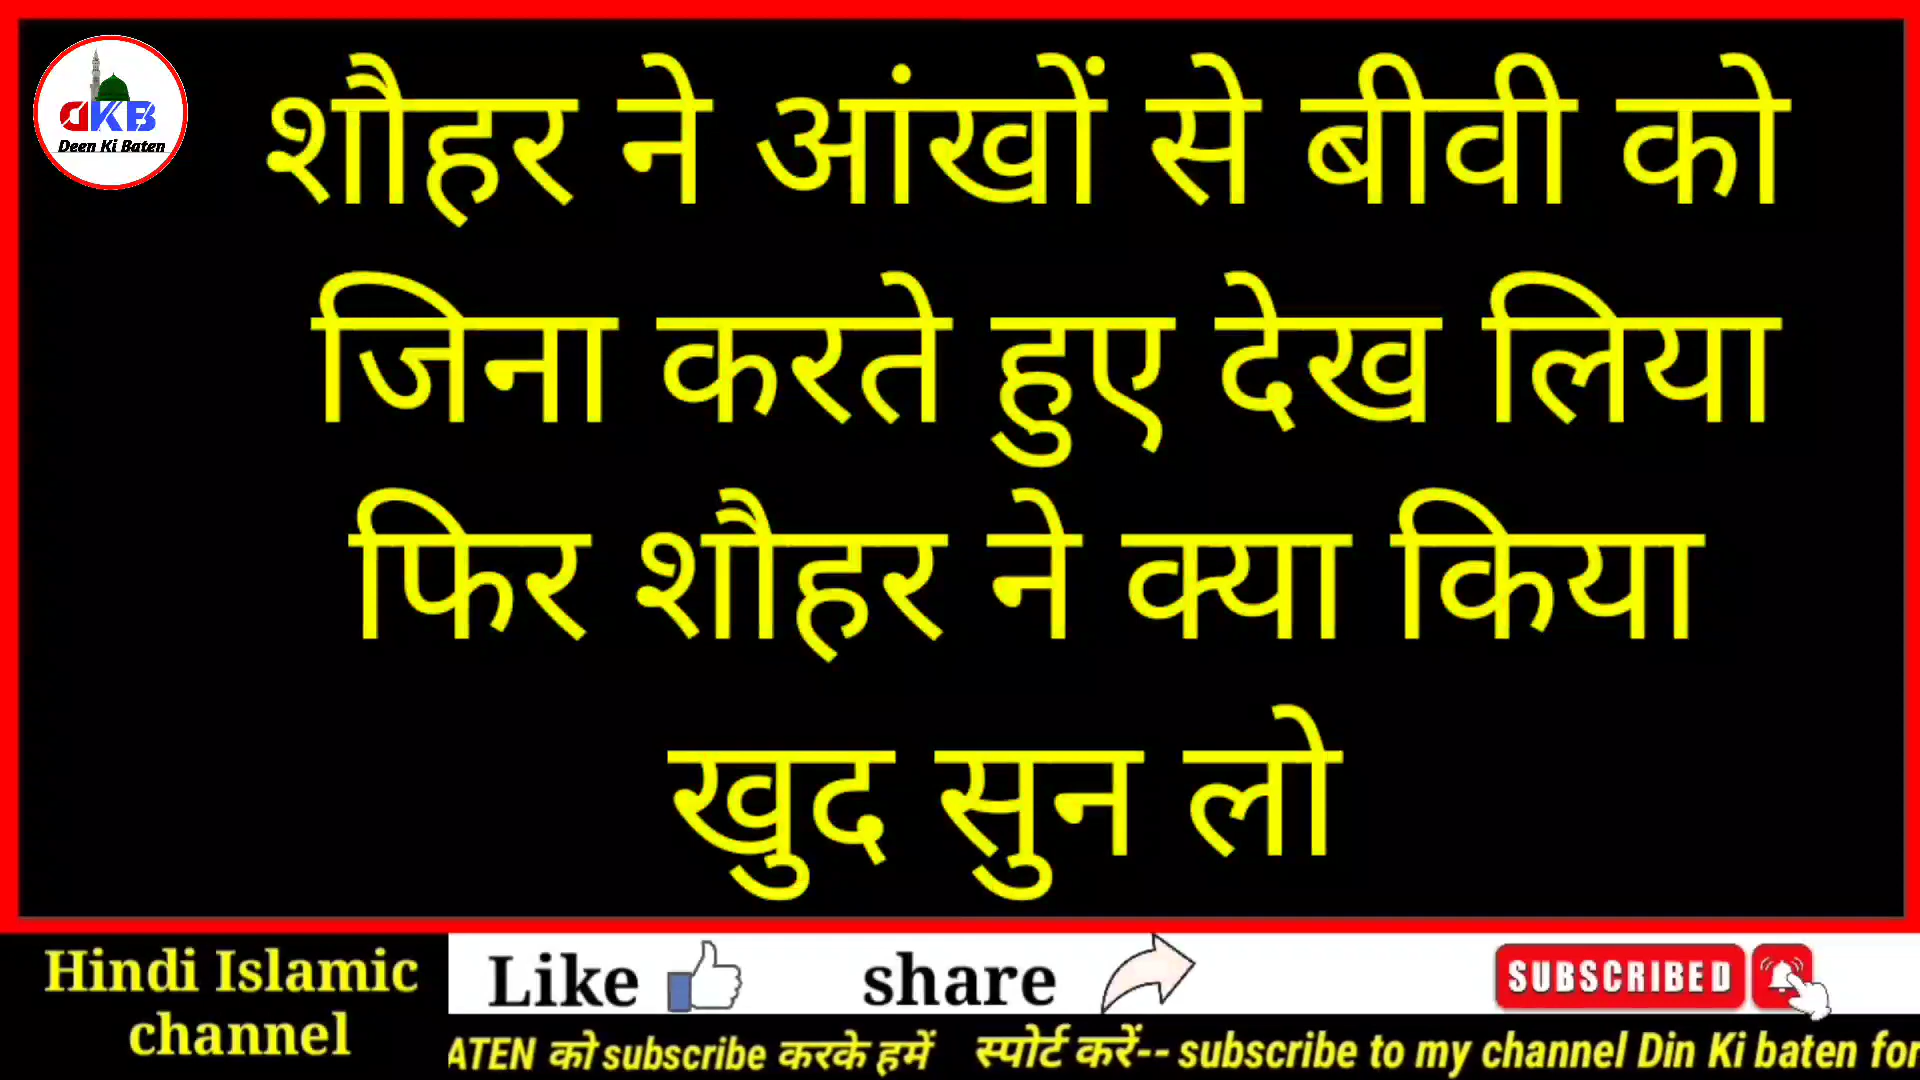 DKB
Deen Ki Baten
शौहर ने आंखों से बीवी को
जिना करते हुए देख लिया
फिर शौहर ने क्या किया
खुद सुन लो
Hindi Islamic
channel
Like
share
SUBSCRIBED
ATEN को subscribe करके हमें स्पोर्ट करें-- subscribe to my channel Din Ki baten for